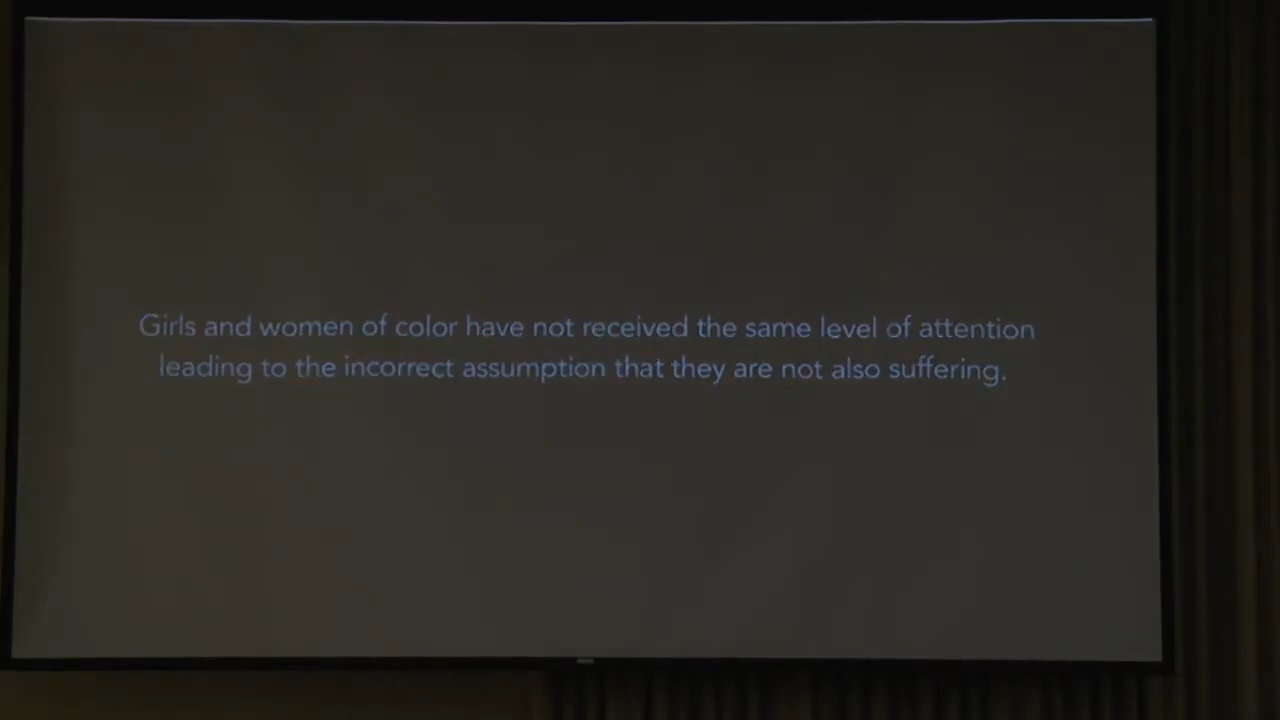 Girls and women of color have not received the same level of attention
leading to the incorrect assumption that they are not also suffering.